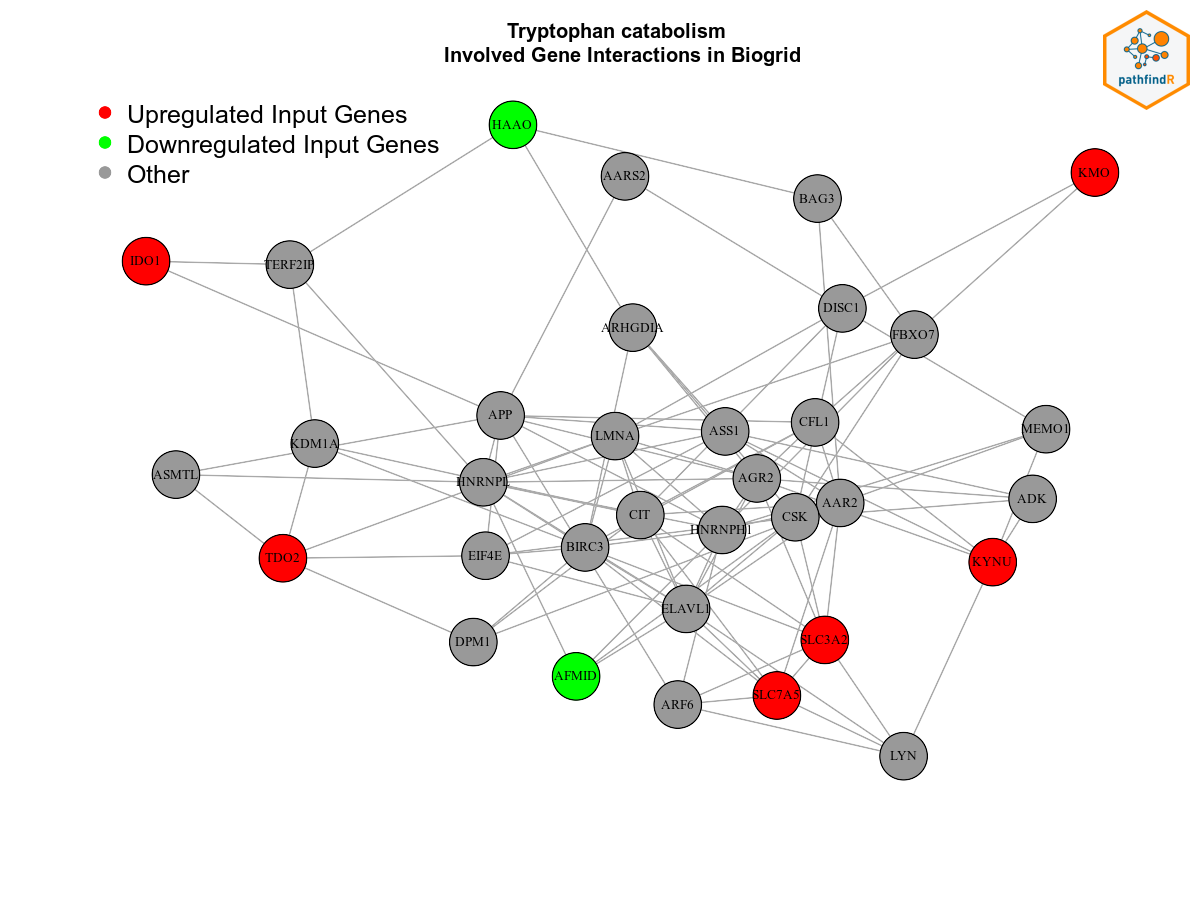 Tryptophan catabolism
Involved Gene Interactions in Biogrid
pathfindR
Upregulated Input Genes
Downregulated Input Genes
Other
HAAO
AARS2
KMO
BAG3
IDO1
TERF2IP
DISC1
ARHGDIA
FBXO7
APP
CFL1
MEMO1
ASS1
LMNA
KDM1A
ASMTL
AGR2
HNRNPL
ADK
AAR2
CIT
CSK
HNRNPH1
BIRC3
EIF4E
TDO2
KYNU
ELAVL1
SLC3A2
DPM1
AFMID
SLC7A5
ARF6
LYN